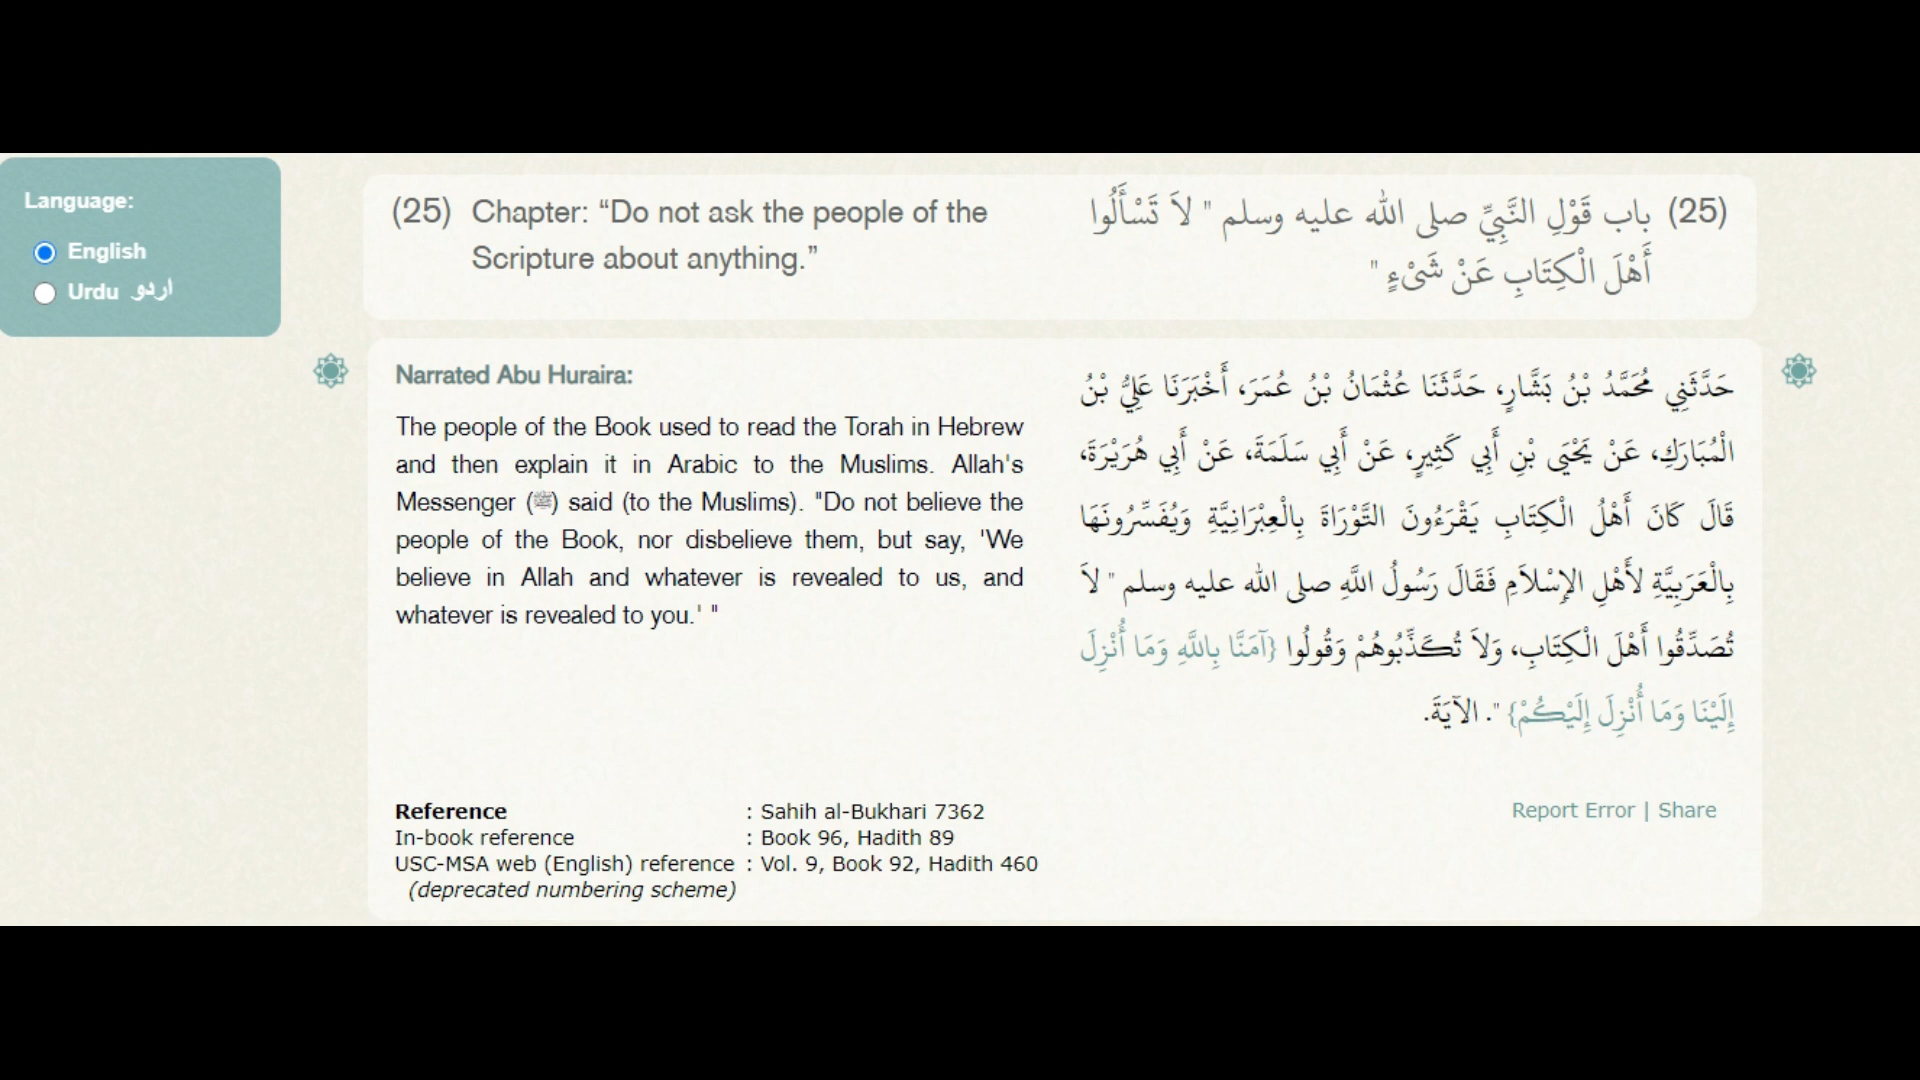 Language:
English
Urdu اردو
(25) Chapter: “Do not ask the people of the
Scripture about anything.”
(25) باب قَوْلِ النَّبِيِّ صلى الله عليه وسلم " لاَ تَسْأَلُوا
أَهْلَ الْكِتَابِ عَنْ شَىْءٍ "
Narrated Abu Huraira:
The people of the Book used to read the Torah in Hebrew
and then explain it in Arabic to the Muslims. Allah's
Messenger (ﷺ) said (to the Muslims). "Do not believe the
people of the Book, nor disbelieve them, but say, 'We
believe in Allah and whatever is revealed to us, and
whatever is revealed to you.' "
حَدَّثَنِي مُحَمَّدُ بْنُ بَشَّارٍ، حَدَّثَنَا عُثْمَانُ بْنُ عُمَرَ، أَخْبَرَنَا عَلِيُّ بْنُ
الْمُبَارَكِ، عَنْ يَحْيَى بْنِ أَبِي كَثِيرٍ، عَنْ أَبِي سَلَمَةَ، عَنْ أَبِي هُرَيْرَةَ،
قَالَ كَانَ أَهْلُ الْكِتَابِ يَقْرَءُونَ التَّوْرَاةَ بِالْعِبْرَانِيَّةِ وَيُفَسِّرُونَهَا
بِالْعَرَبِيَّةِ لأَهْلِ الإِسْلاَمِ فَقَالَ رَسُولُ اللَّهِ صلى الله عليه وسلم " لاَ
تُصَدِّقُوا أَهْلَ الْكِتَابِ، وَلاَ تُكَذِّبُوهُمْ وَقُولُوا {آمَنَّا بِاللَّهِ وَمَا أُنْزِلَ
إِلَيْنَا وَمَا أُنْزِلَ إِلَيْكُمْ} ". الآيَةَ.
Reference : Sahih al-Bukhari 7362
In-book reference : Book 96, Hadith 89
USC-MSA web (English) reference : Vol. 9, Book 92, Hadith 460
(deprecated numbering scheme)
Report Error | Share